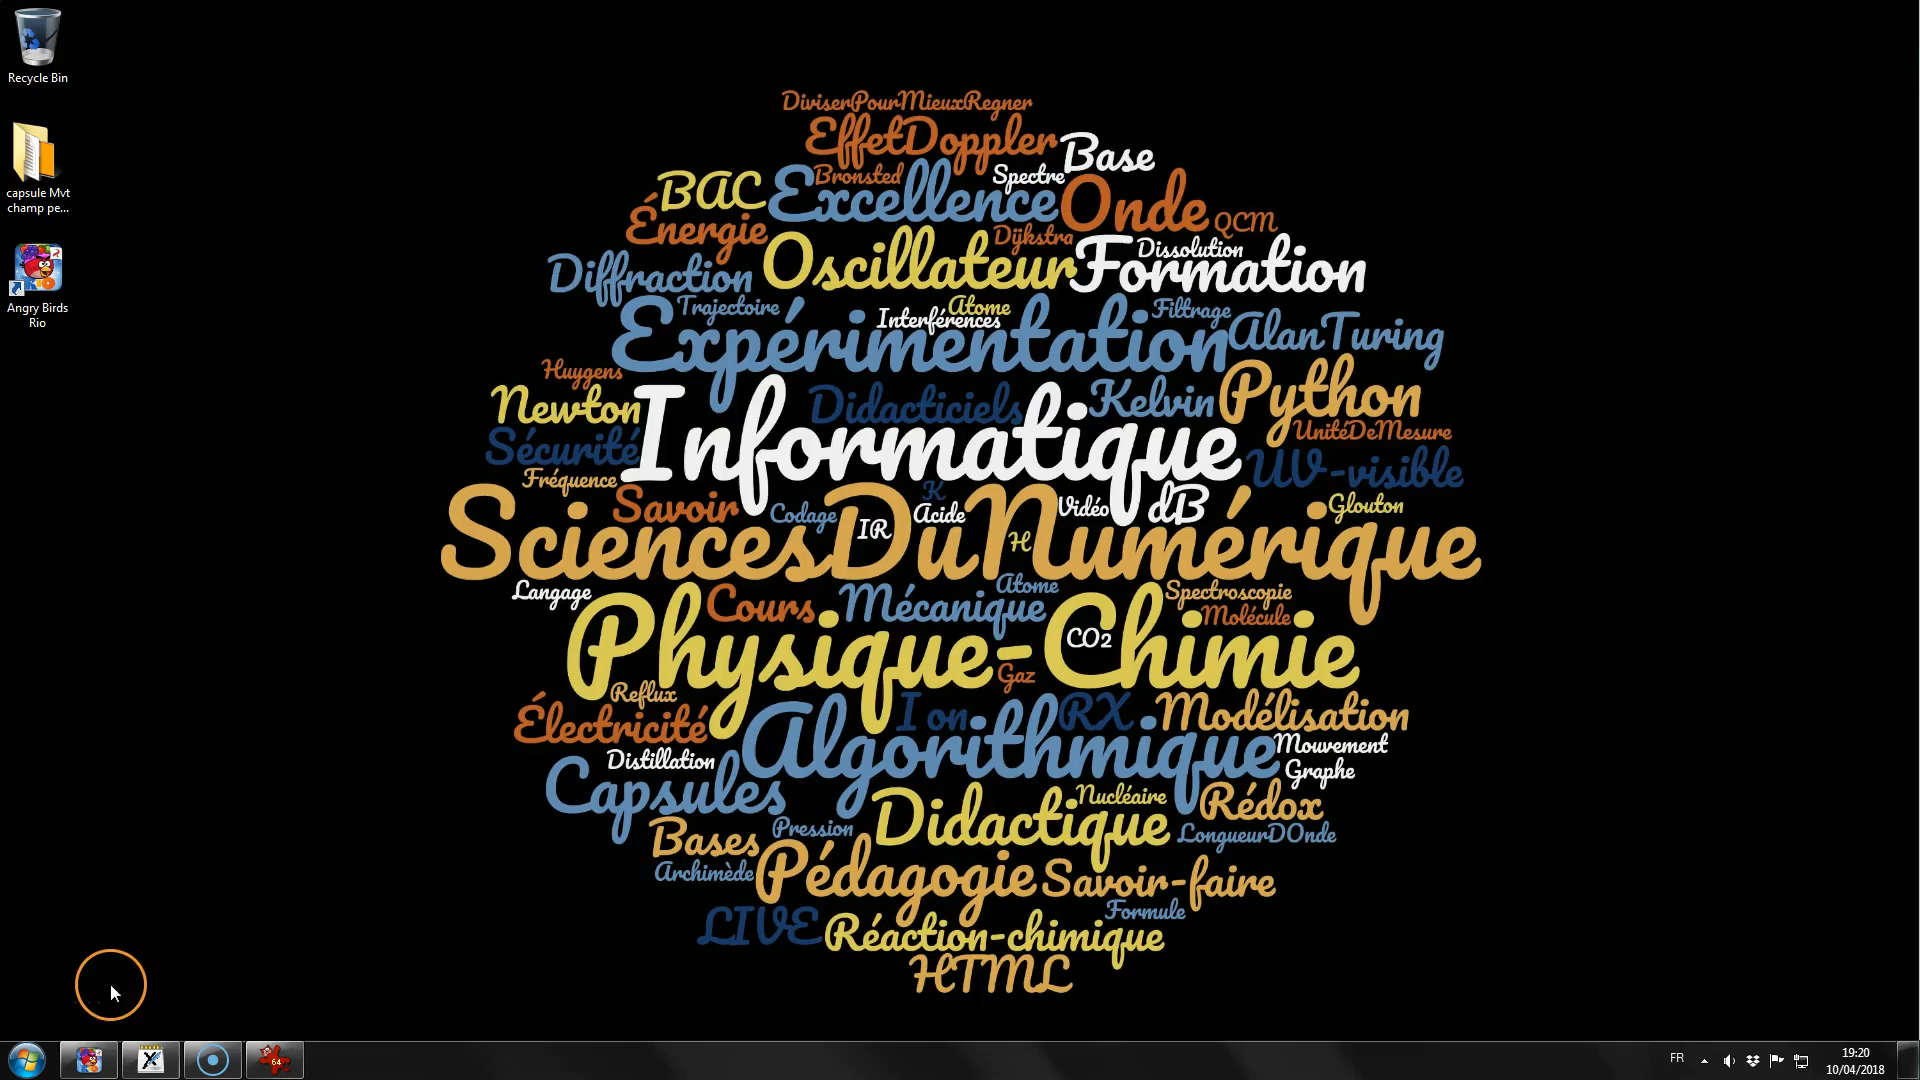 Recycle Bin
capsule Mvt
champ pe...
Angry Birds
Rio
DiviserPourMieuxRegner
EffetDoppler
Base
BAC
Excellence
Bronsted
Spectre
Onde
QCM
Énergie
Oscillateur
Dijkstra
Formation
Dissolution
Diffraction
Trajectoire
Atome
Interférences
Filtrage
Expérimentation
AlanTuring
Huygens
Newton
Didacticiels
Kelvin
Python
UnitéDeMesure
Informatique
Sécurité
UV-visible
Fréquence
Savoir
Codage
IR
K
Acide
Vidéo
dB
Glouton
SciencesDuNumérique
H
Langage
Cours
Mécanique
Atome
Spectroscopie
Molécule
CO2
Physique-Chimie
Gaz
Reflux
Électricité
I on
RX
Modélisation
Distillation
Algorithmique
Mouvement
Graphe
Capsules
Nucléaire
Rédox
Didactique
Bases
Pression
LongueurDOnde
Archimède
Pédagogie
Savoir-faire
Formule
LIVE
Réaction-chimique
HTML
64
FR
19:20
10/04/2018